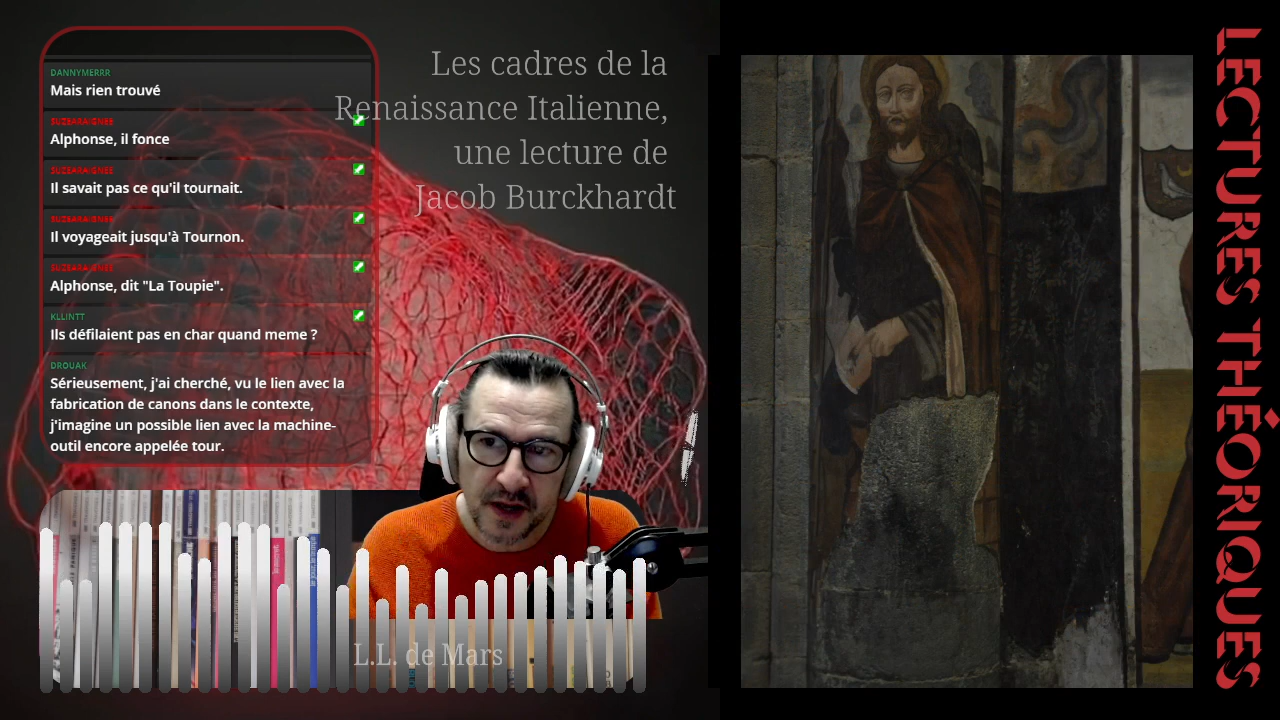 DANNYMERRR
Mais rien trouvé
SUZEARAIGNEE
Alphonse, il fonce
SUZEARAIGNEE
Il savait pas ce qu'il tournait.
SUZEARAIGNEE
Il voyageait jusqu'à Tournon.
SUZEARAIGNEE
Alphonse, dit "La Toupie".
KLLINTT
Ils défilaient pas en char quand meme ?
DROUAK
Sérieusement, j'ai cherché, vu le lien avec la
fabrication de canons dans le contexte,
j'imagine un possible lien avec la machine-
outil encore appelée tour.
Les cadres de la
Renaissance Italienne,
une lecture de
Jacob Burckhardt
L.L. de Mars
LECTURES THÉORIQUES